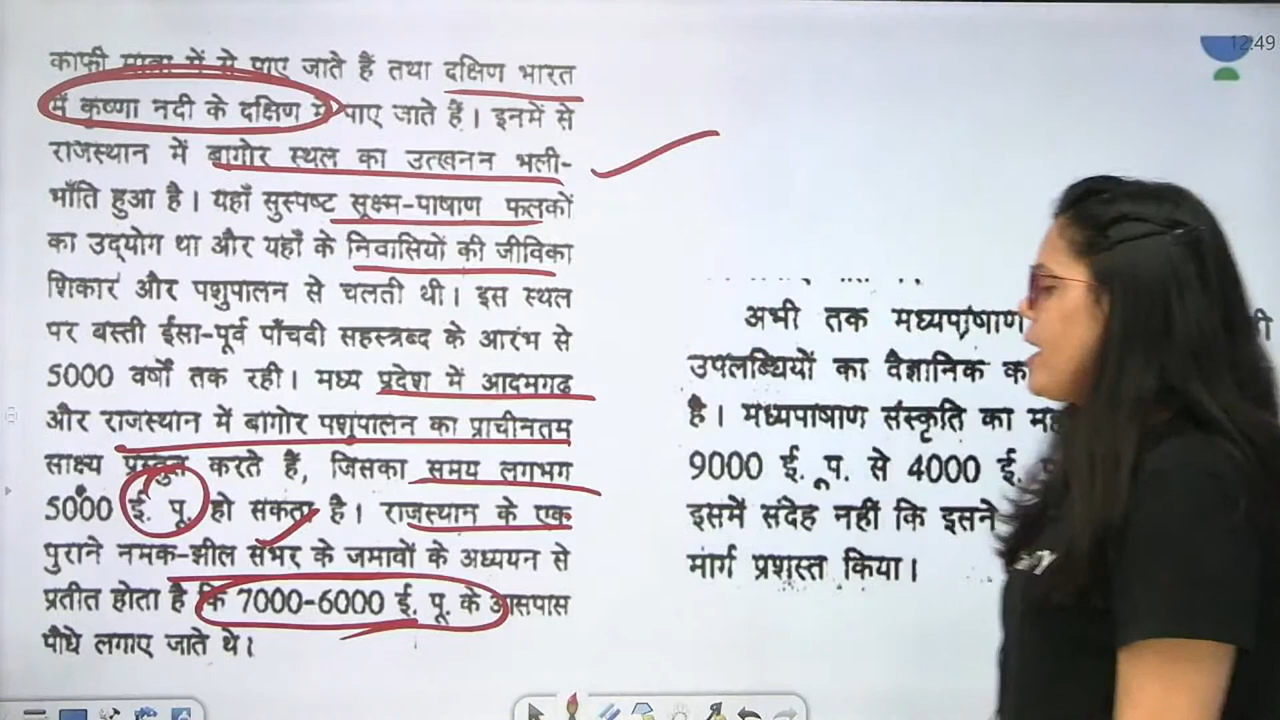 12:49
काफी मात्रा में ये पाए जाते हैं तथा दक्षिण भारत
में कृष्णा नदी के दक्षिण में पाए जाते हैं। इनमें से
राजस्थान में बागोर स्थल का उत्खनन भली-
भाँति हुआ है। यहाँ सुस्पष्ट सूक्ष्म-पाषाण फलकों
का उद्योग था और यहाँ के निवासियों की जीविका
शिकार और पशुपालन से चलती थी। इस स्थल
पर बस्ती ईसा-पूर्व पाँचवी सहस्त्रब्द के आरंभ से
5000 वर्षों तक रही। मध्य प्रदेश में आदमगढ
और राजस्थान में बागोर पशुपालन का प्राचीनतम
साक्ष्य प्रस्तुत करते हैं, जिसका समय लगभग
5000 ई. पू. हो सकता है। राजस्थान के एक
पुराने नमक-झील संभर के जमावों के अध्ययन से
प्रतीत होता है कि 7000-6000 ई. पू. के आसपास
पौधे लगाए जाते थे।
अभी तक मध्यपाषाण
उपलब्धियों का वैज्ञानिक
है। मध्यपाषाण संस्कृति का
9000 ई. पू. से 4000 ई.
इसमें संदेह नहीं कि इसने
मार्ग प्रशस्त किया।